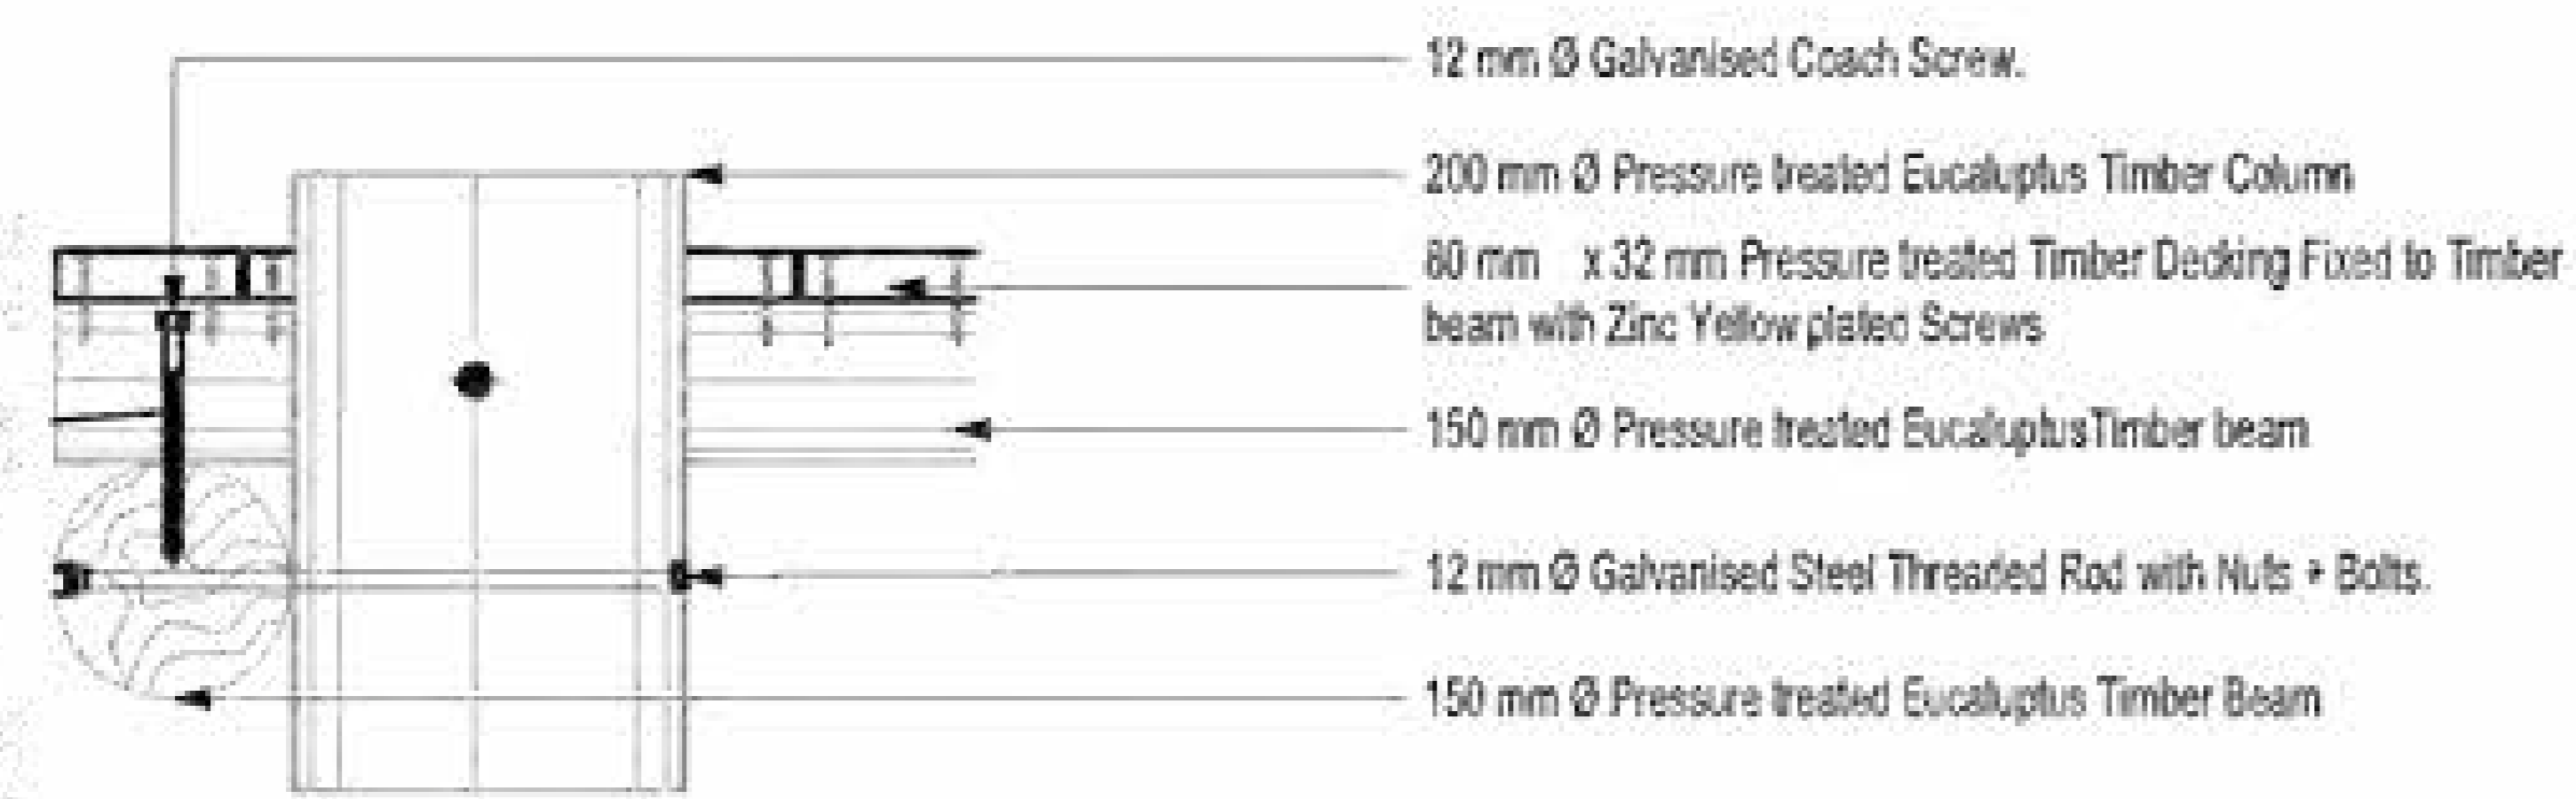 12 mm Ø Galvanised Coach Screw.
200 mm Ø Pressure treated Eucaluptus Timber Column
80 mm x 32 mm Pressure treated Timber Decking Fixed to Timber
beam with Zinc Yellow plated Screws
150 mm Ø Pressure treated EucaluptusTimber beam
12 mm Ø Galvanised Steel Threaded Rod with Nuts + Bolts.
150 mm Ø Pressure treated Eucaluptus Timber Beam